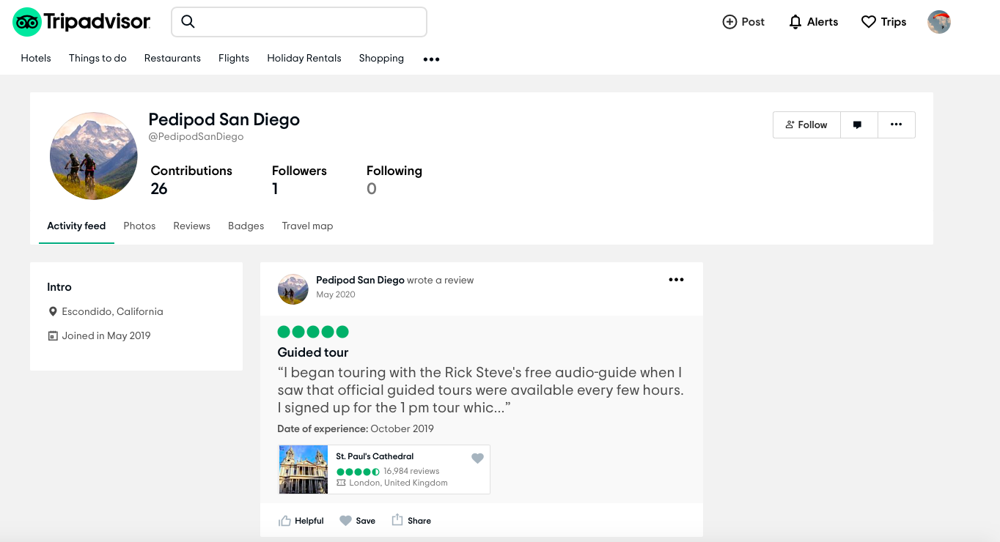 Tripadvisor
Post
Alerts
Trips
Hotels
Things to do
Restaurants
Flights
Holiday Rentals
Shopping
Pedipod San Diego
@PedipodSanDiego
Follow
Contributions
Followers
Following
26
1
0
Activity feed
Photos
Reviews
Badges
Travel map
Intro
Escondido, California
Joined in May 2019
Pedipod San Diego wrote a review
May 2020
Guided tour
“I began touring with the Rick Steve's free audio-guide when I
saw that official guided tours were available every few hours.
I signed up for the 1 pm tour whic...”
Date of experience: October 2019
St. Paul's Cathedral
16,984 reviews
London, United Kingdom
Helpful
Save
Share